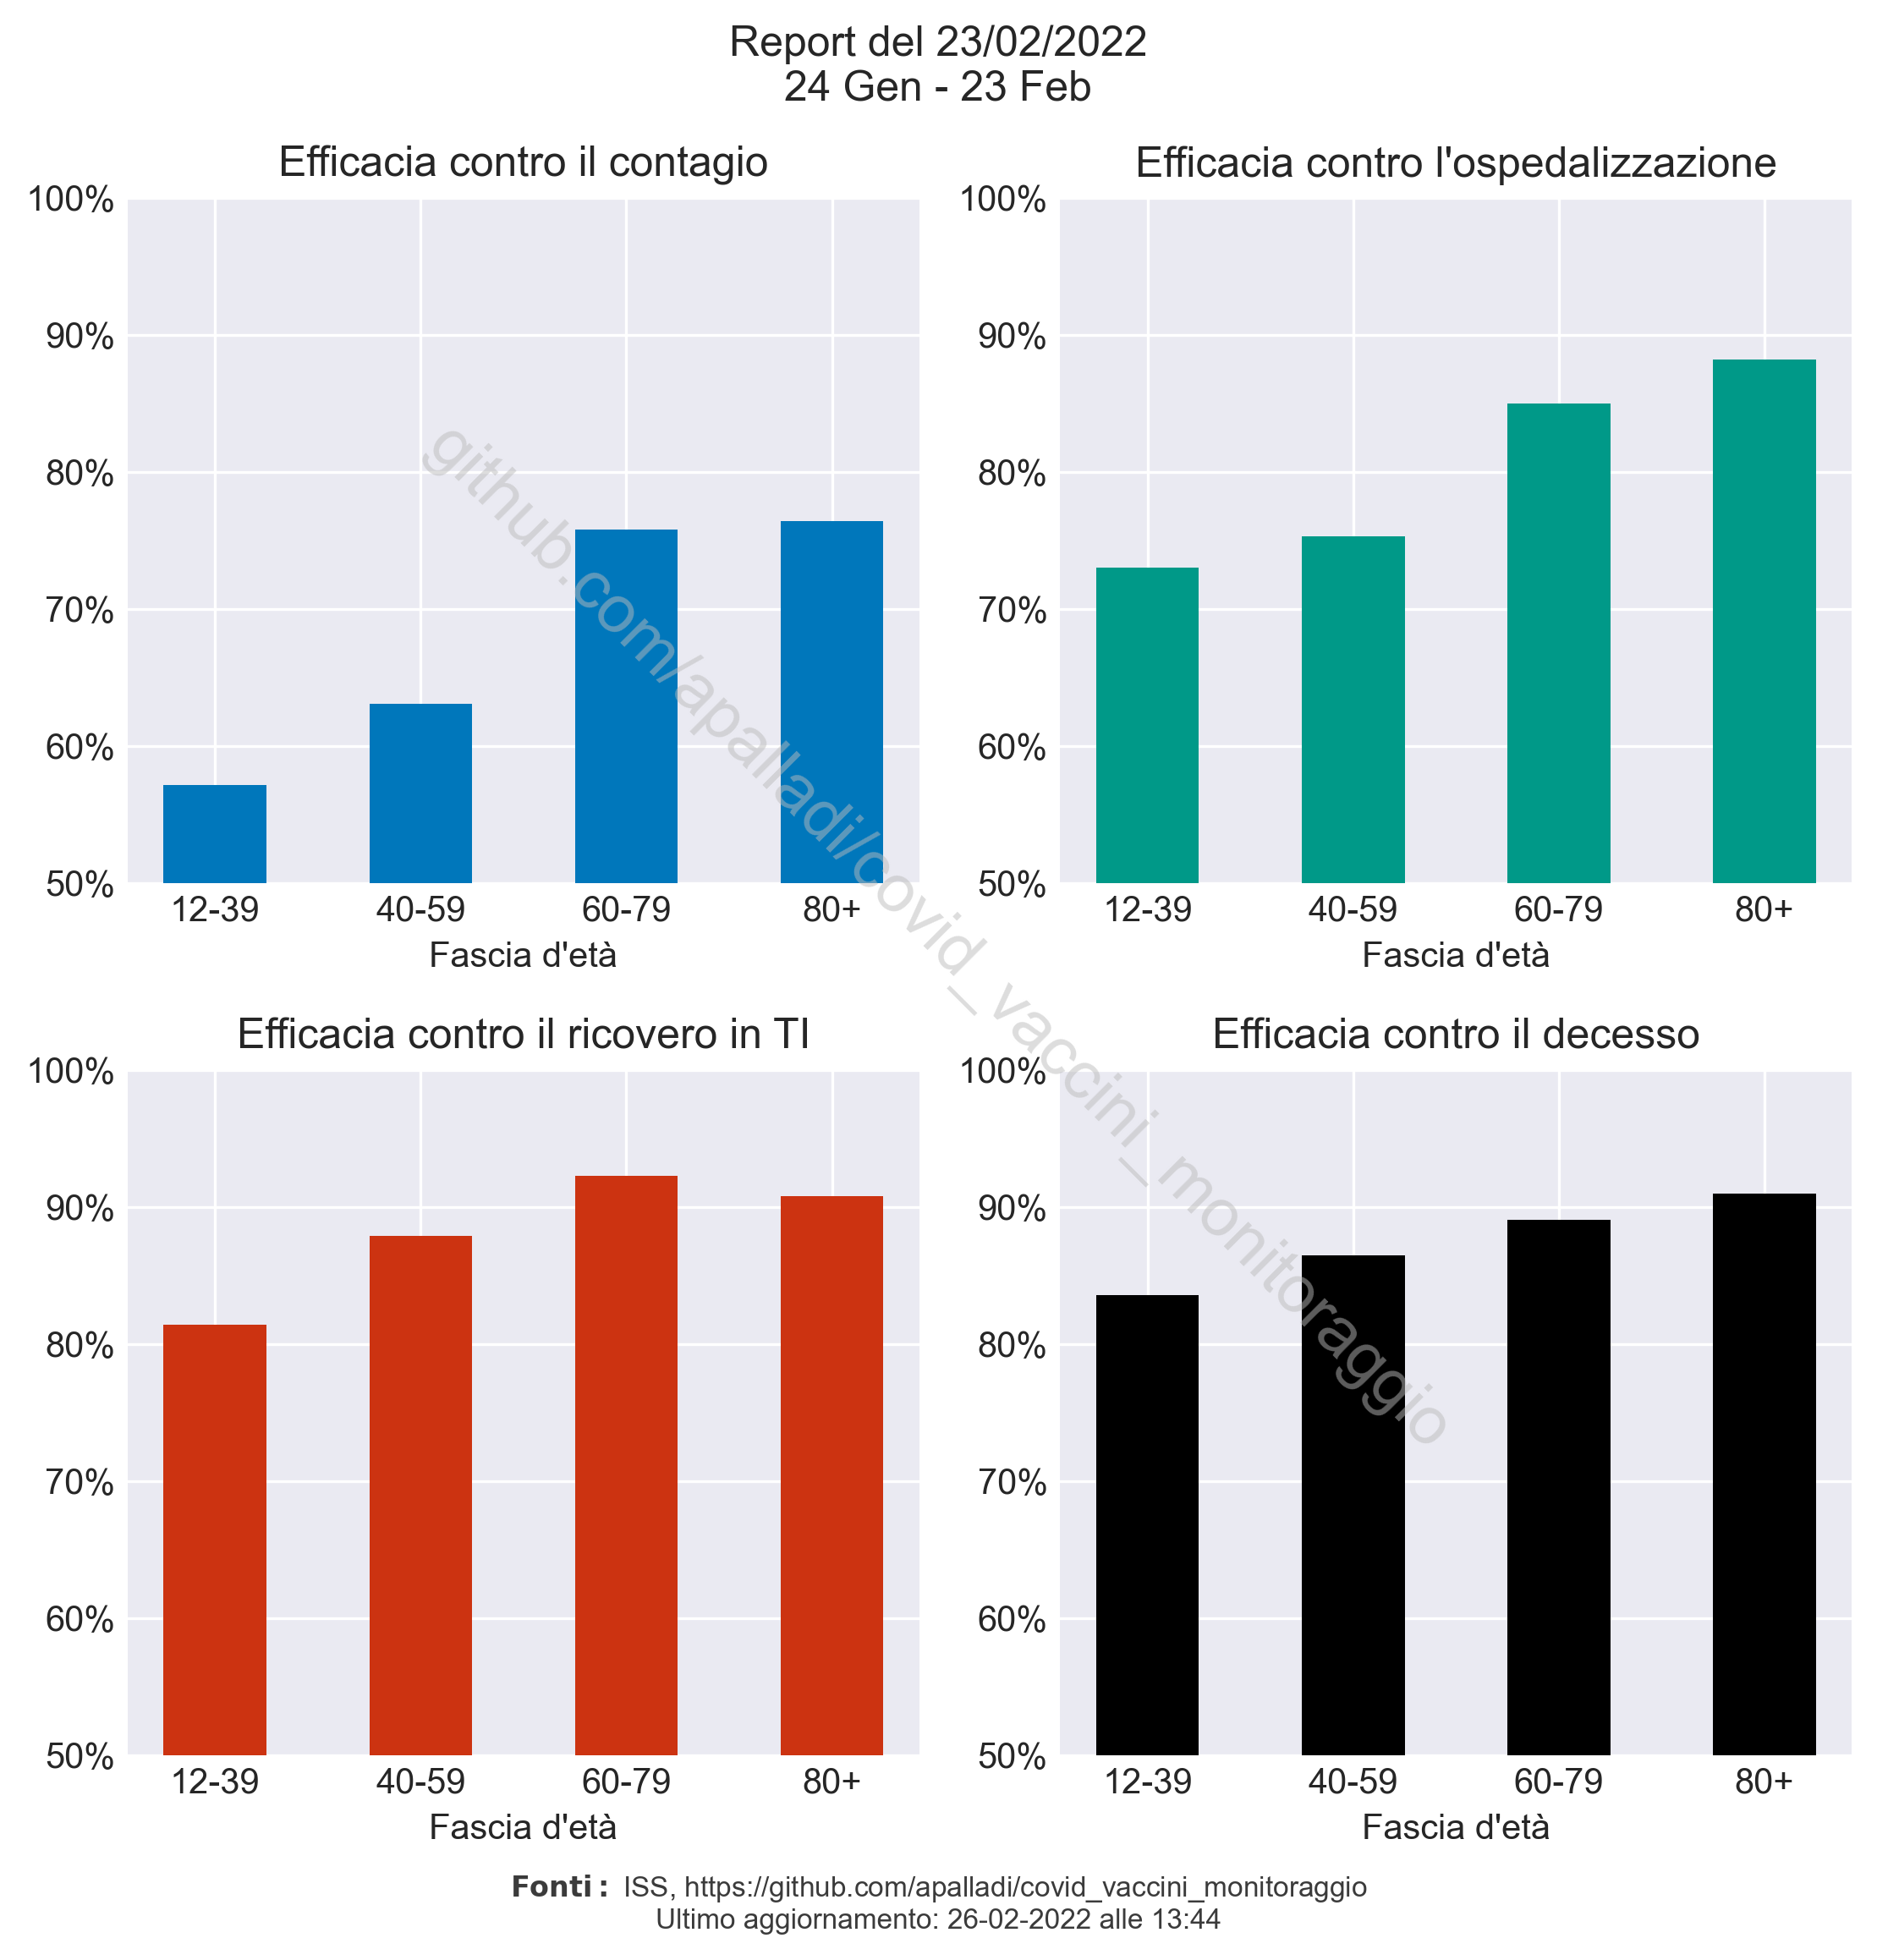 Report del 23/02/2022
24 Gen - 23 Feb
Efficacia contro il contagio
100%
90%
80%
70%
60%
50%
12-39 40-59 60-79 80+
Fascia d'età
Efficacia contro l'ospedalizzazione
100%
90%
80%
70%
60%
50%
12-39 40-59 60-79 80+
Fascia d'età
Efficacia contro il ricovero in TI
100%
90%
80%
70%
60%
50%
12-39 40-59 60-79 80+
Fascia d'età
Efficacia contro il decesso
100%
90%
80%
70%
60%
50%
12-39 40-59 60-79 80+
Fascia d'età
github.com/apalladi/covid_vaccini_monitoraggio
Fonti: ISS, https://github.com/apalladi/covid_vaccini_monitoraggio
Ultimo aggiornamento: 26-02-2022 alle 13:44